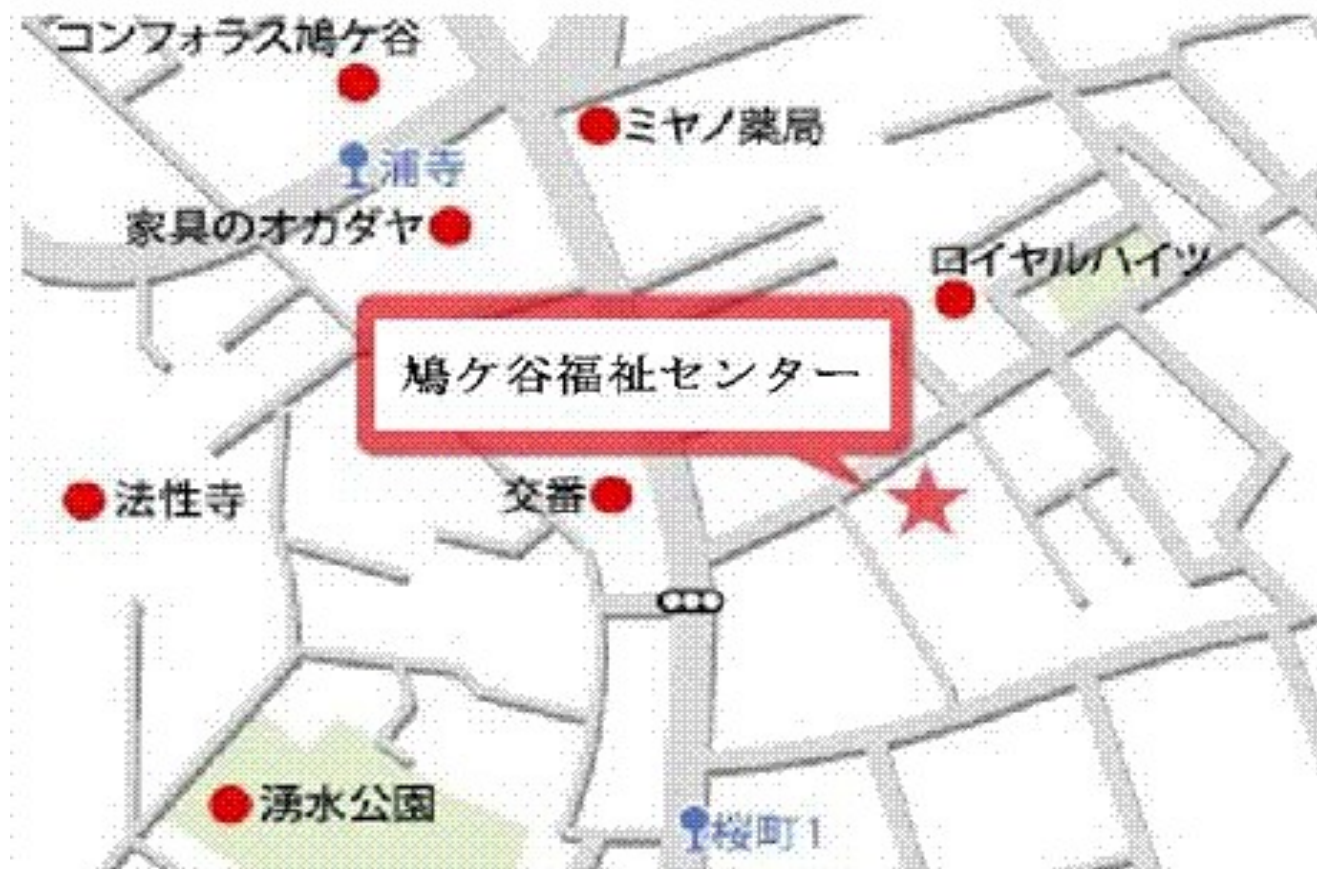 コンフォラス鳩ケ谷
ミヤノ薬局
浦寺
家具のオカダヤ
ロイヤルハイツ
鳩ケ谷福祉センター
交番
法性寺
湧水公園
桜町1